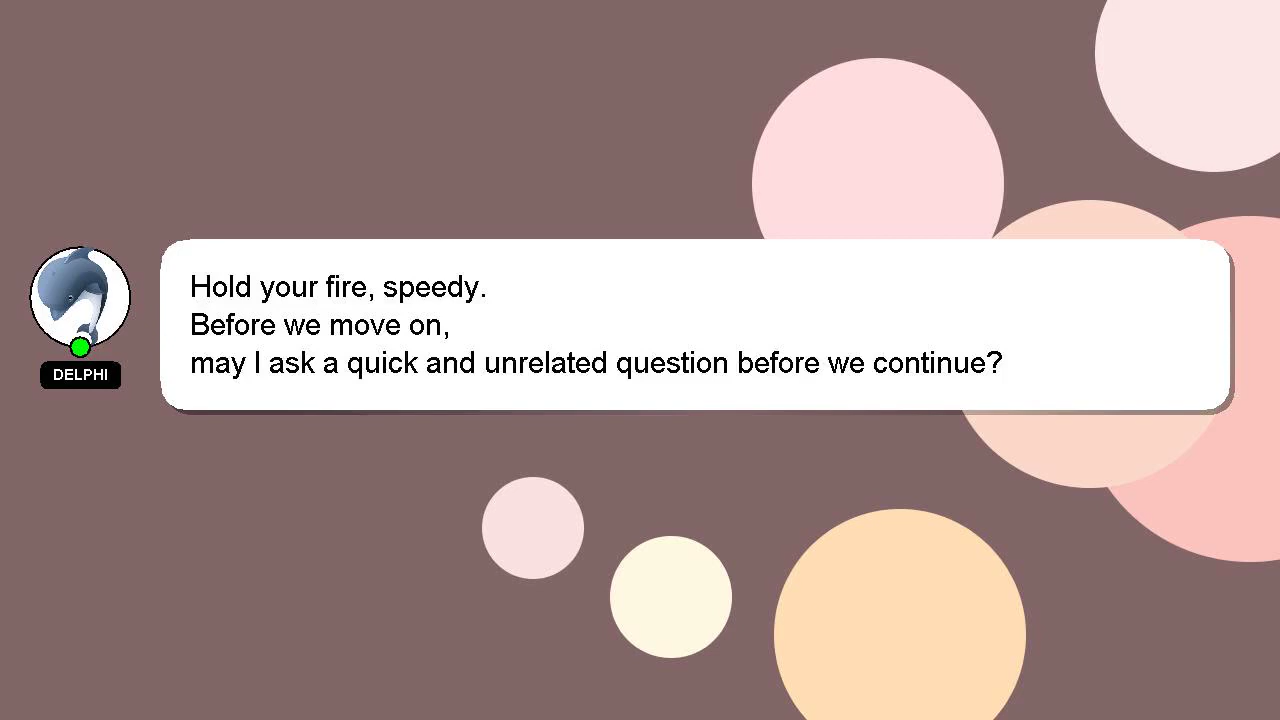 Hold your fire, speedy.
Before we move on,
may I ask a quick and unrelated question before we continue?
DELPHI